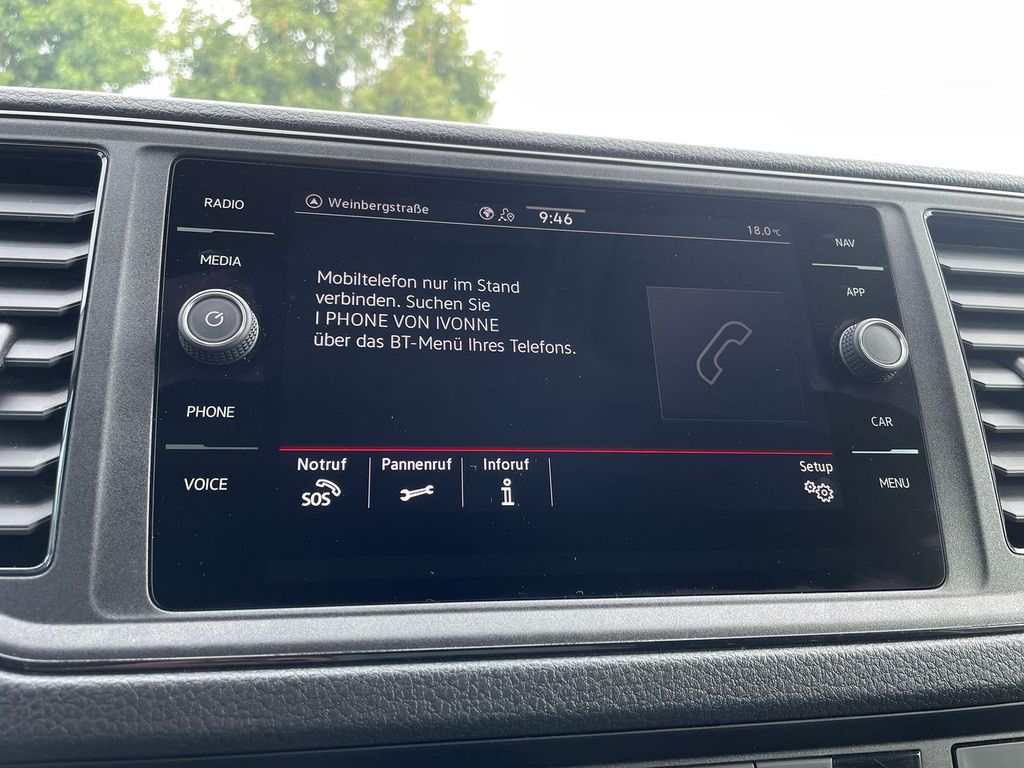 RADIO
MEDIA
PHONE
VOICE
Weinbergstraße
9:46
18.0°C
Mobiltelefon nur im Stand
verbinden. Suchen Sie
I PHONE VON IVONNE
über das BT-Menü Ihres Telefons.
Notruf
SOS
Pannenruf
Inforuf
i
Setup
NAV
APP
CAR
MENU